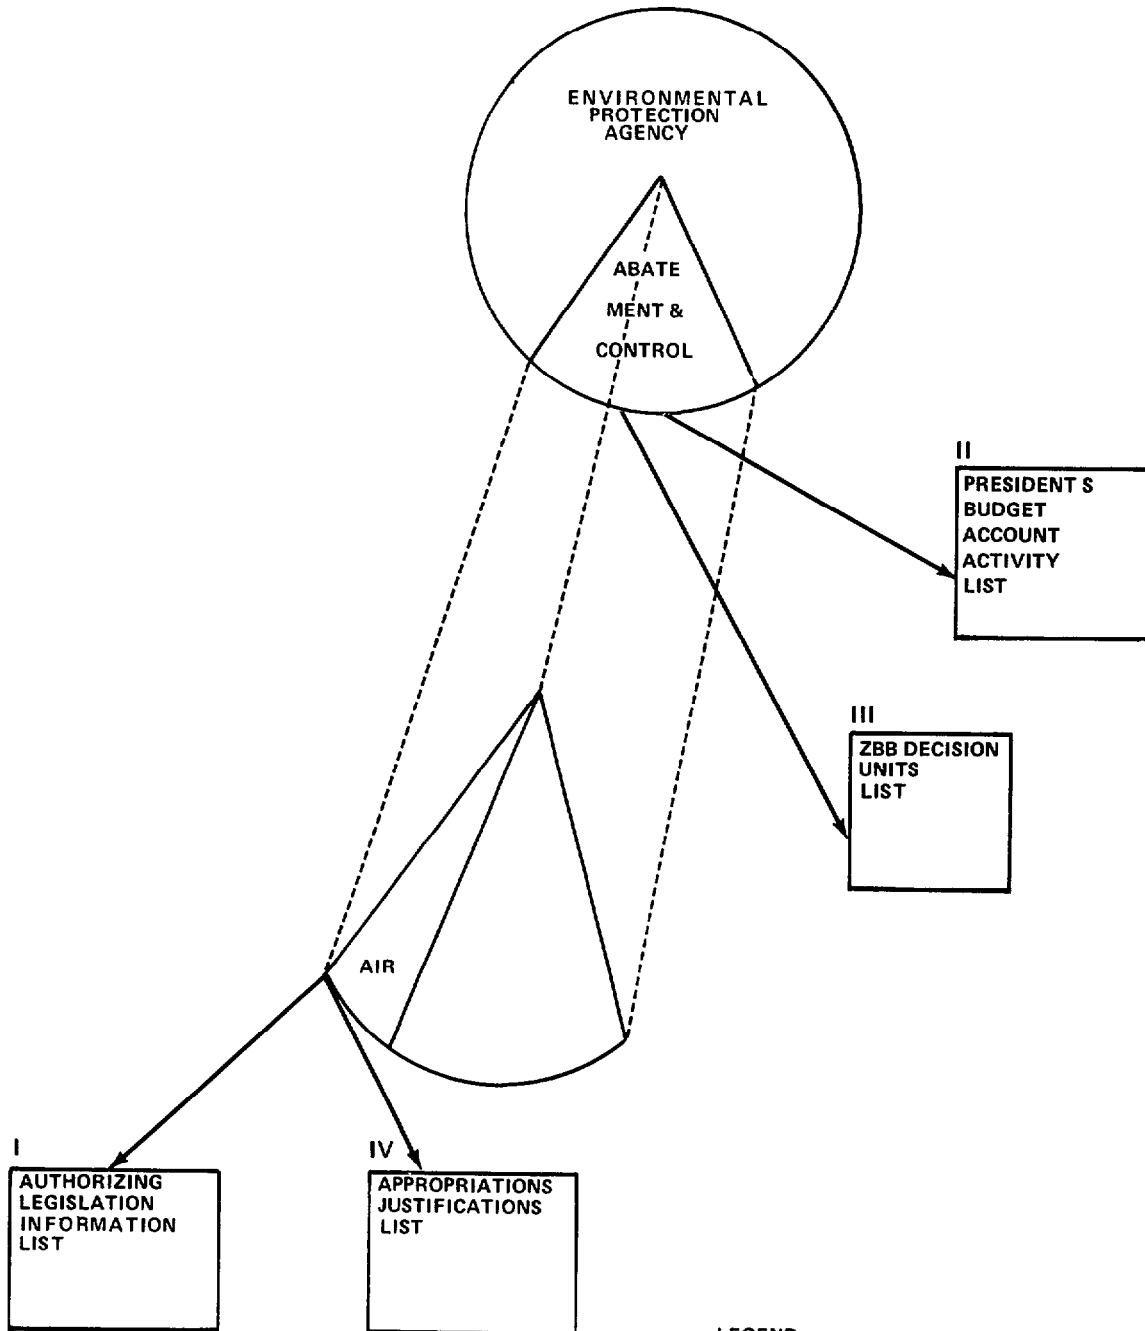 ENVIRONMENTAL
PROTECTION
AGENCY
ABATE
MENT &
CONTROL
II
PRESIDENT S
BUDGET
ACCOUNT
ACTIVITY
LIST
III
ZBB DECISION
UNITS
LIST
AIR
I
AUTHORIZING
LEGISLATION
INFORMATION
LIST
IV
APPROPRIATIONS
JUSTIFICATIONS
LIST
LEGEND